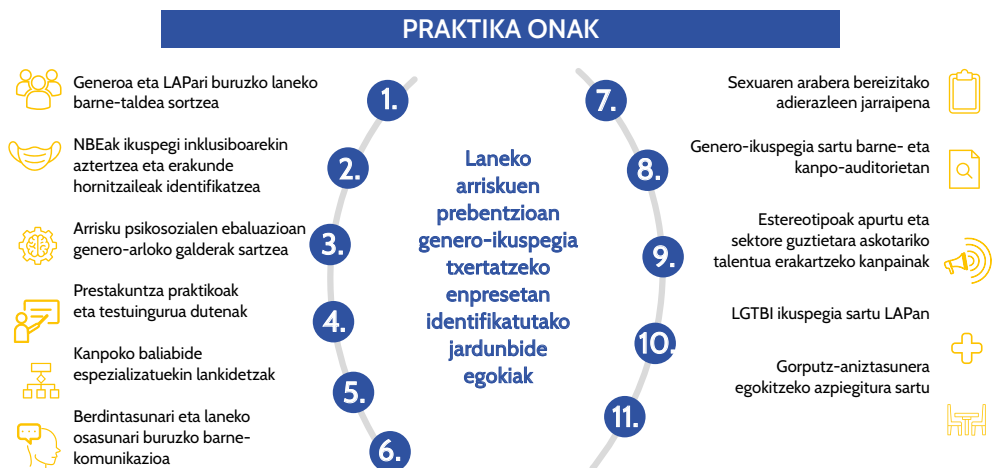 PRAKTIKA ONAK
Generoa eta LAPari buruzko laneko
barne-taldea sortzea
1.
NBEak ikuspegi inklusiboarekin
aztertzea eta erakunde
hornitzaileak identifikatzea
2.
Arrisku psikosozialen ebaluazioan
genero-arloko galderak sartzea
3.
Prestakuntza praktikoak
eta testuingurua dutenak
4.
Kanpoko baliabide
espezializatuekin lankidetzak
5.
Berdintasunari eta laneko
osasunari buruzko barne-
komunikazioa
6.
Laneko
arriskuen
prebentzioan
genero-ikuspegia
txertatzeko
enpresetan
identifikatutako
jardunbide
egokiak
7.
Sexuaren arabera bereizitako
adierazleen jarraipena
8.
Genero-ikuspegia sartu barne- eta
kanpo-auditorietan
9.
Estereotipoak apurtu eta
sektore guztietara askotariko
talentua erakartzeko kanpainak
10.
LGTBI ikuspegia sartu LAPan
11.
Gorputz-aniztasunera
egokitzeko azpiegitura sartu